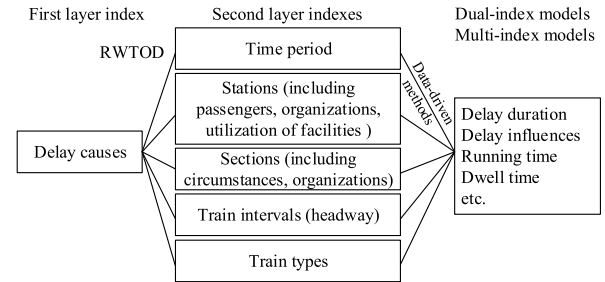 First layer index
Second layer indexes
Dual-index models
Multi-index models
RWTOD
Time period
Stations (including
passengers, organizations,
utilization of facilities )
Data-driven
methods
Delay causes
Sections (including
circumstances, organizations)
Train intervals (headway)
Train types
Delay duration
Delay influences
Running time
Dwell time
etc.